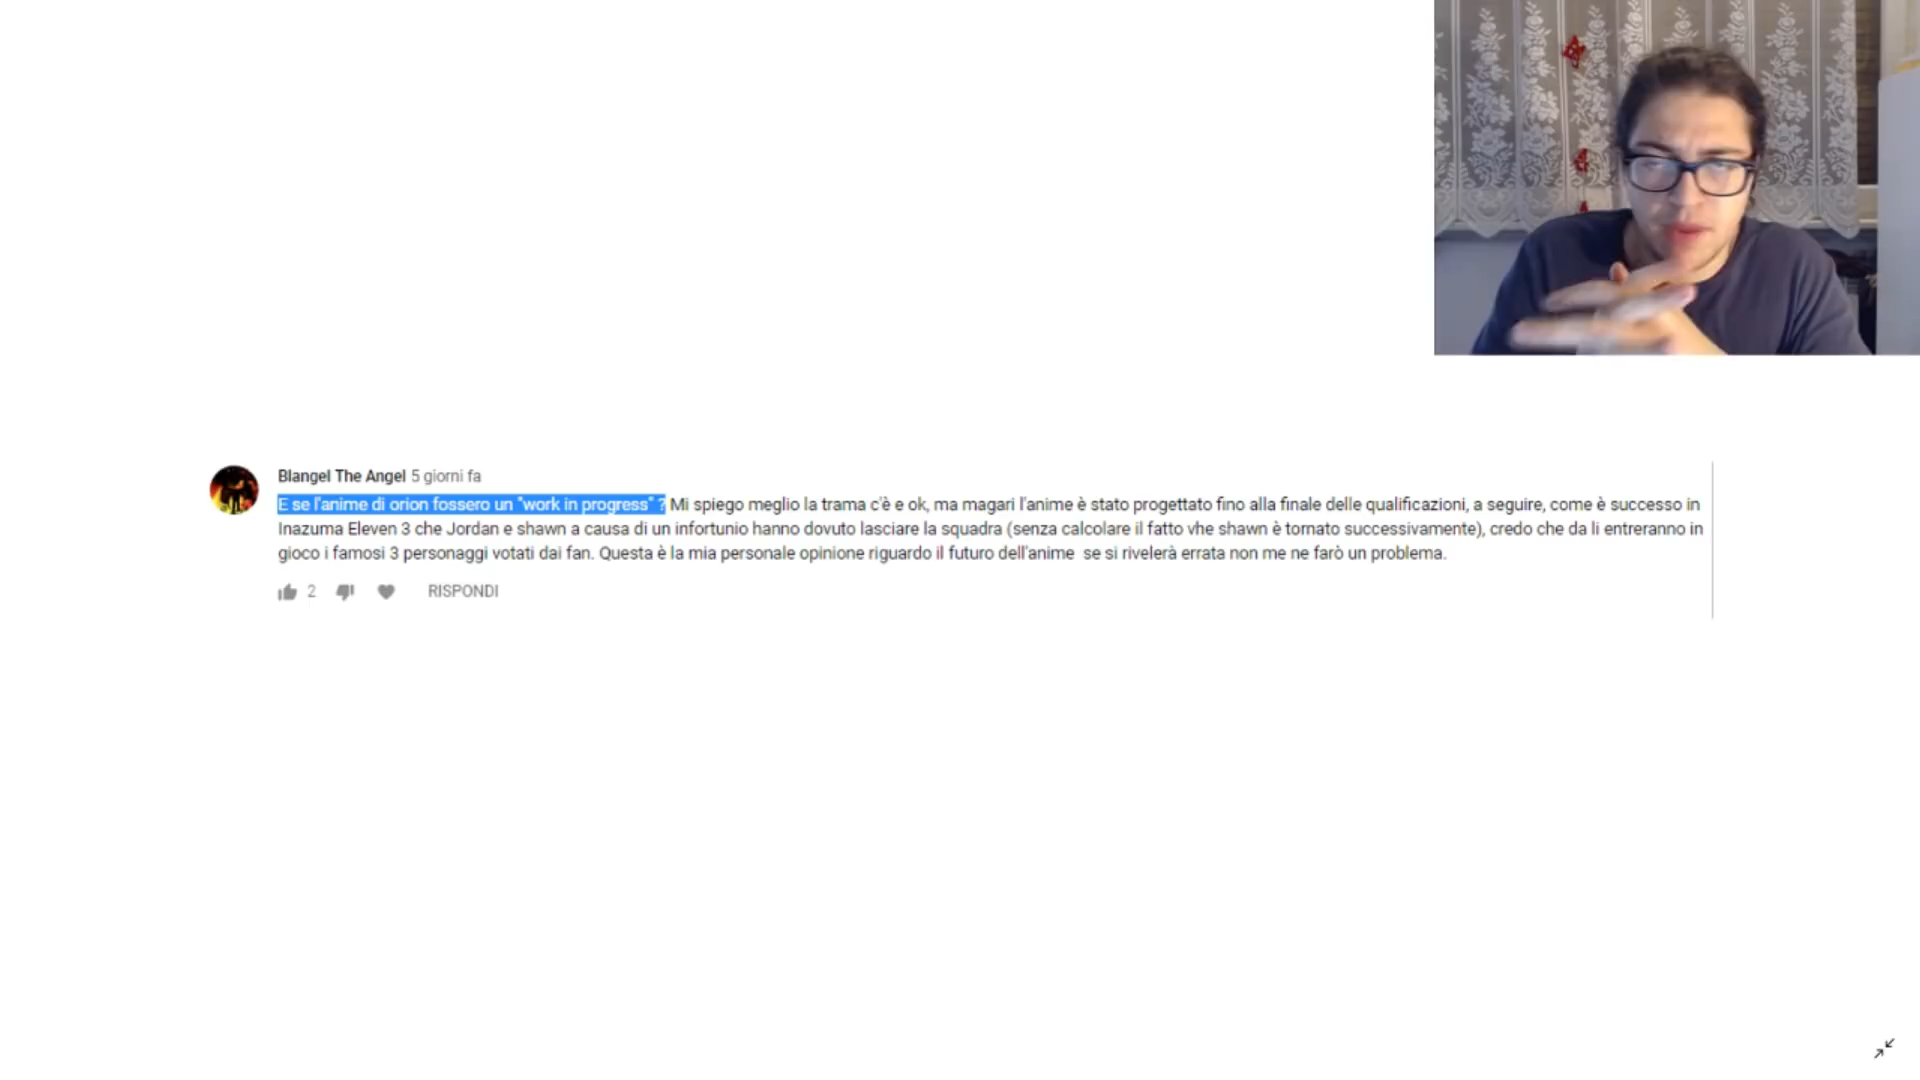 Blangel The Angel 5 giorni fa
E se l'anime di orion fossero un "work in progress" ? Mi spiego meglio la trama c'è e ok, ma magari l'anime è stato progettato fino alla finale delle qualificazioni, a seguire, come è successo in
Inazuma Eleven 3 che Jordan e shawn a causa di un infortunio hanno dovuto lasciare la squadra (senza calcolare il fatto vhe shawn è tornato successivamente), credo che da li entreranno in
gioco i famosi 3 personaggi votati dai fan. Questa è la mia personale opinione riguardo il futuro dell'anime  se si rivelerà errata non me ne farò un problema.
2 RISPONDI